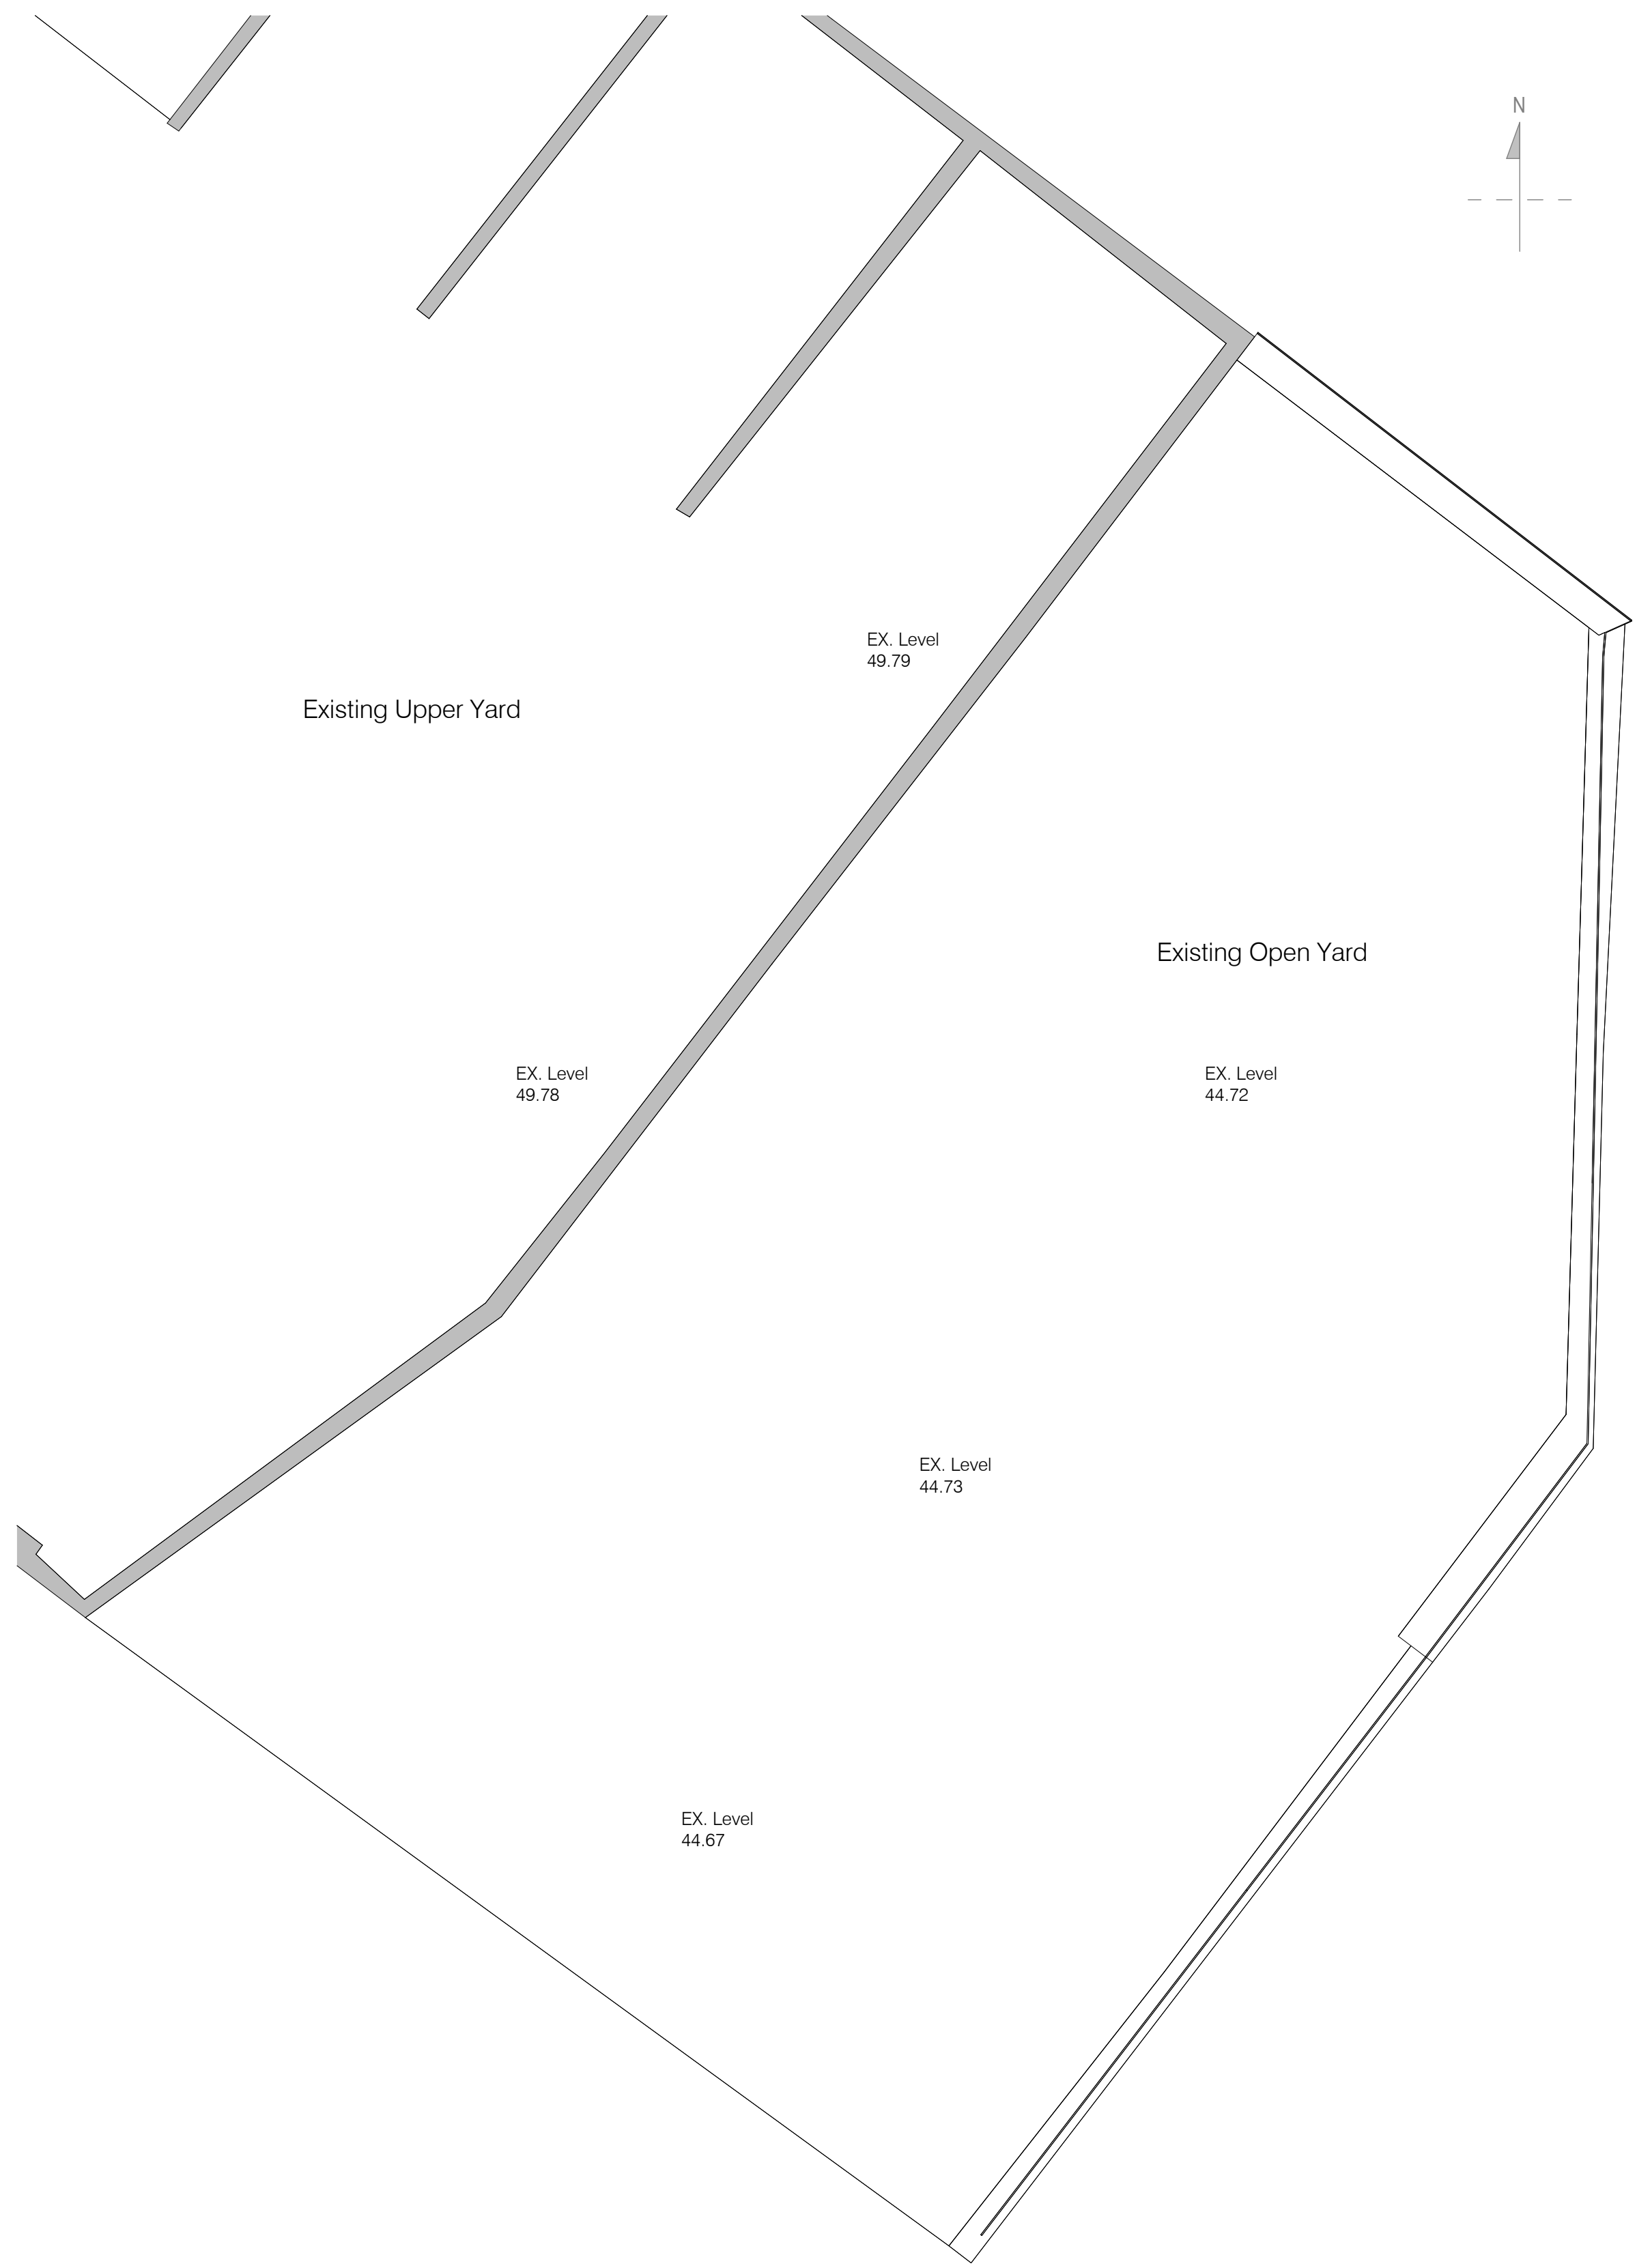 N
EX. Level
49.79
Existing Upper Yard
Existing Open Yard
EX. Level
49.78
EX. Level
44.72
EX. Level
44.73
EX. Level
44.67